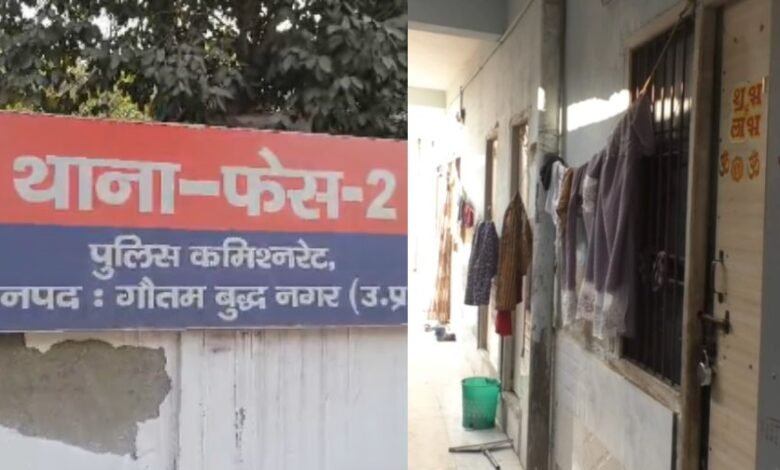 थाना-फेस-2
पुलिस कमिश्नरेट,
नपद : गौतम बुद्ध नगर (उ.प्र
शुभ
लाभ
ॐ ॐ